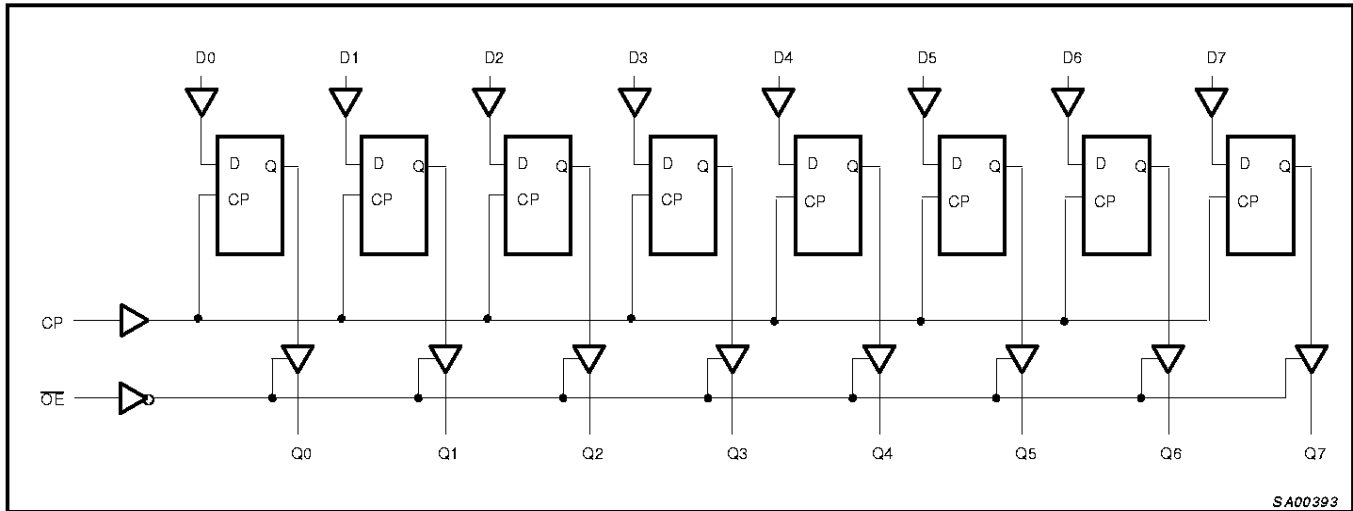 D0 D1 D2 D3 D4 D5 D6 D7
D Q D Q D Q D Q D Q D Q D Q D Q
CP CP CP CP CP CP CP CP
CP
O̅E̅
Q0 Q1 Q2 Q3 Q4 Q5 Q6 Q7
SA00393